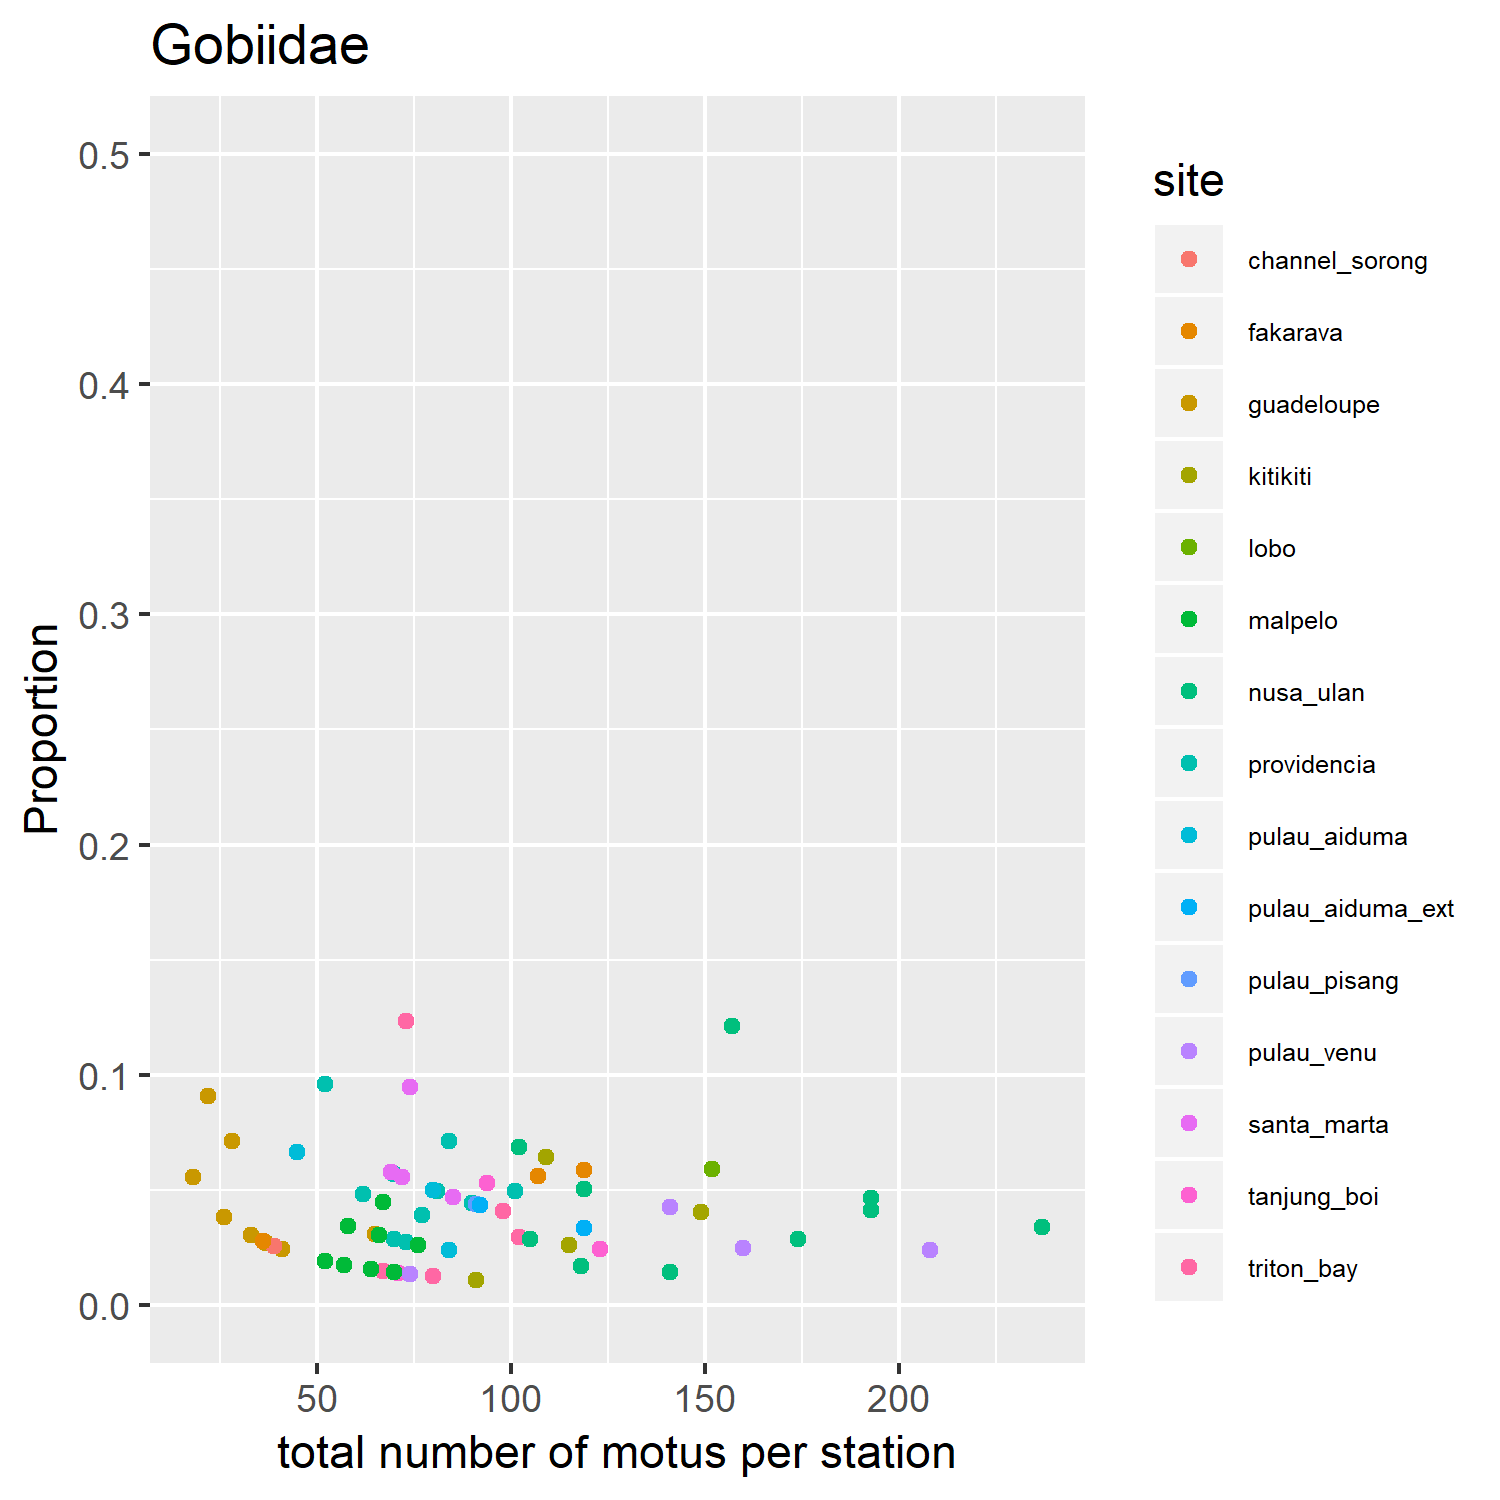 Gobiidae
0.5
0.4
0.3
0.2
0.1
0.0
Proportion
50 100 150 200
total number of motus per station
site
channel_sorong
fakarava
guadeloupe
kitikiti
lobo
malpelo
nusa_ulan
providencia
pulau_aiduma
pulau_aiduma_ext
pulau_pisang
pulau_venu
santa_marta
tanjung_boi
triton_bay